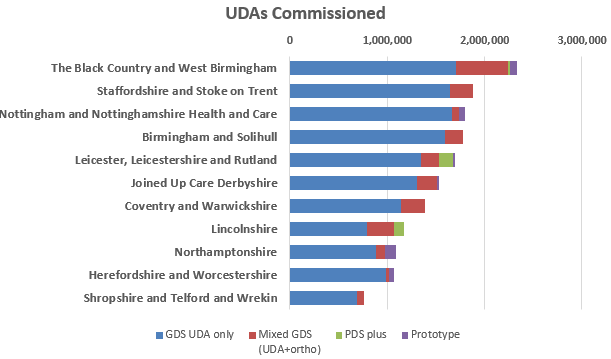 UDAs Commissioned
0 1,000,000 2,000,000 3,000,000
The Black Country and West Birmingham
Staffordshire and Stoke on Trent
Nottingham and Nottinghamshire Health and Care
Birmingham and Solihull
Leicester, Leicestershire and Rutland
Joined Up Care Derbyshire
Coventry and Warwickshire
Lincolnshire
Northamptonshire
Herefordshire and Worcestershire
Shropshire and Telford and Wrekin
GDS UDA only Mixed GDS PDS plus Prototype
(UDA+ortho)